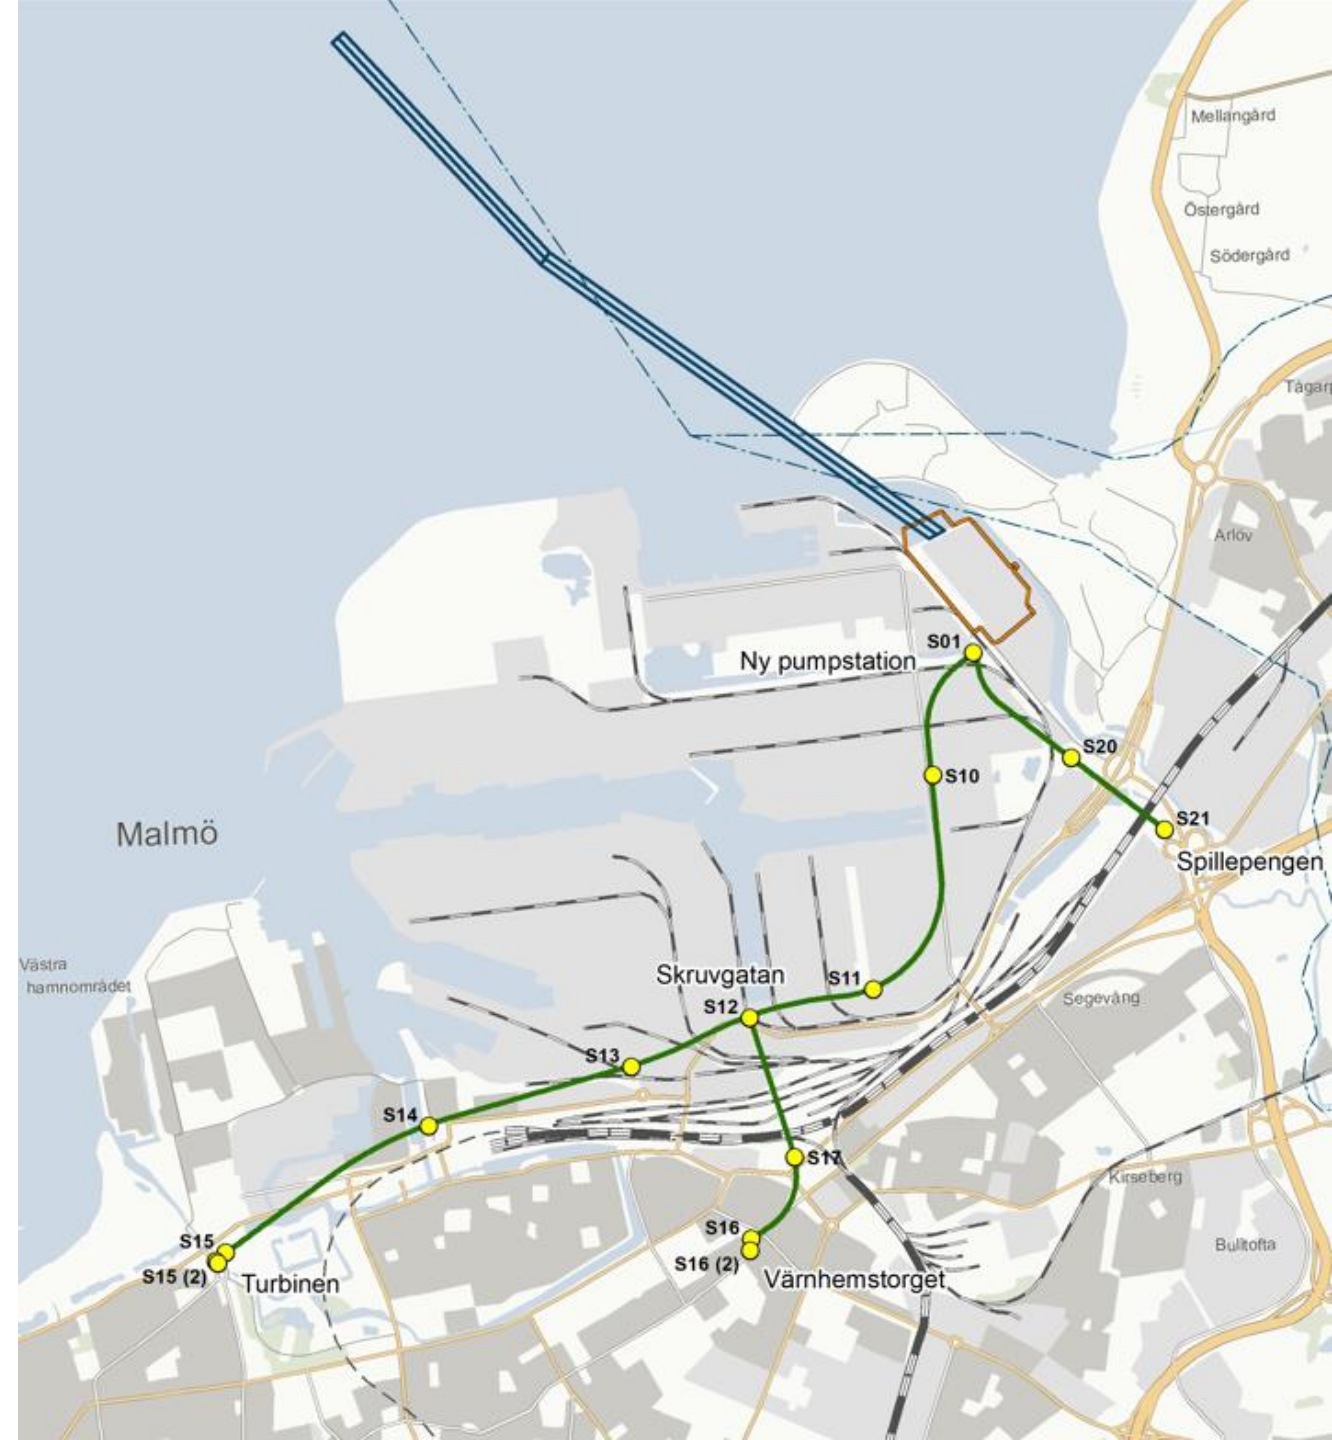 Mellangård
Östergård
Södergård
Arlöv
S01
Ny pumpstation
S20
S10
S21
Malmö
Spillepengen
Västra
hamnområdet
Skruvgatan
S11
Segevång
S12
S13
S14
S17
Kirseberg
S16
S15
Bulltofta
S16 (2)
S15 (2)
Värnhemstorget
Turbinen